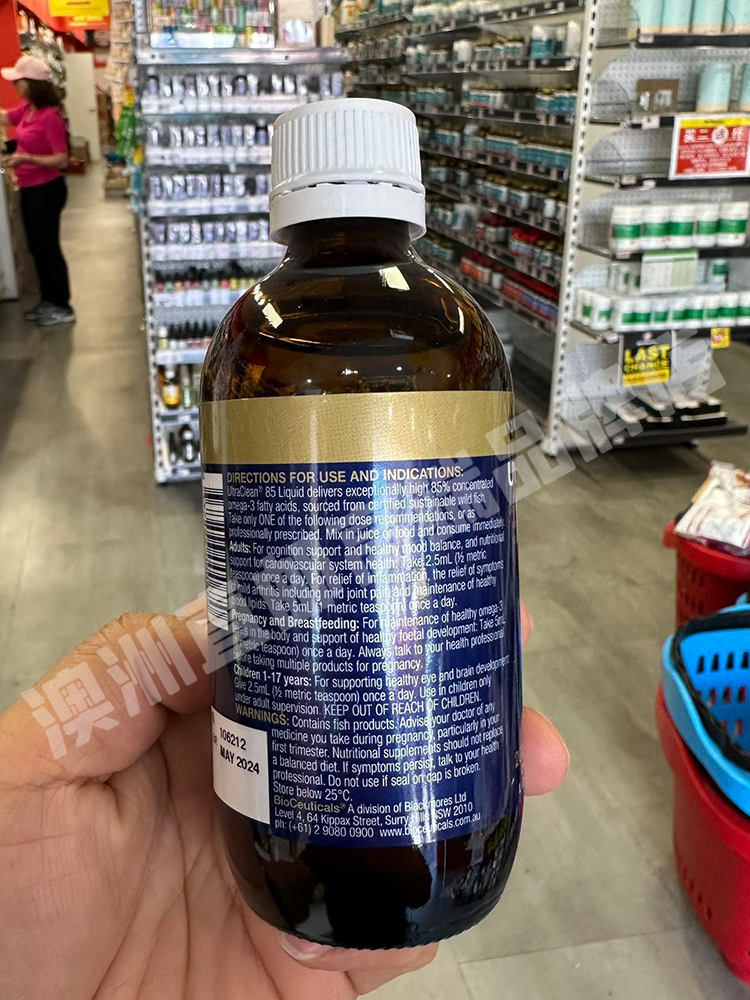 LAST
CHANCE
DIRECTIONS FOR USE AND INDICATIONS:
UltraClean® 85 Liquid delivers exceptionally high 85% concentrated
omega-3 fatty acids, sourced from certified sustainable wild fish.
Take only ONE of the following dose recommendations, or as
professionally prescribed. Mix in juice or food and consume immediately.
Adults: For cognition support and healthy mood balance, and nutritional
support for cardiovascular system health: Take 2.5mL (½ metric
teaspoon) once a day. For relief of inflammation, the relief of symptoms
of mild arthritis including mild joint pain and maintenance of healthy
blood lipids: Take 5mL (1 metric teaspoon) once a day.
Pregnancy and Breastfeeding: For maintenance of healthy omega-3
in the body and support of healthy foetal development: Take 5mL
metric teaspoon) once a day. Always talk to your health professional
before taking multiple products for pregnancy.
Children 1-17 years: For supporting healthy eye and brain development:
Give 2.5mL (½ metric teaspoon) once a day. Use in children only
under adult supervision. KEEP OUT OF REACH OF CHILDREN.
WARNINGS: Contains fish products. Advise your doctor of any
medicine you take during pregnancy, particularly in your
first trimester. Nutritional supplements should not replace
a balanced diet. If symptoms persist, talk to your health
professional. Do not use if seal on cap is broken.
Store below 25°C.
BioCeuticals® A division of Blackmores Ltd
Level 4, 64 Kippax Street, Surry Hills NSW 2010
ph: (+61) 2 9080 0900 www.bioceuticals.com.au
106212
MAY 2024